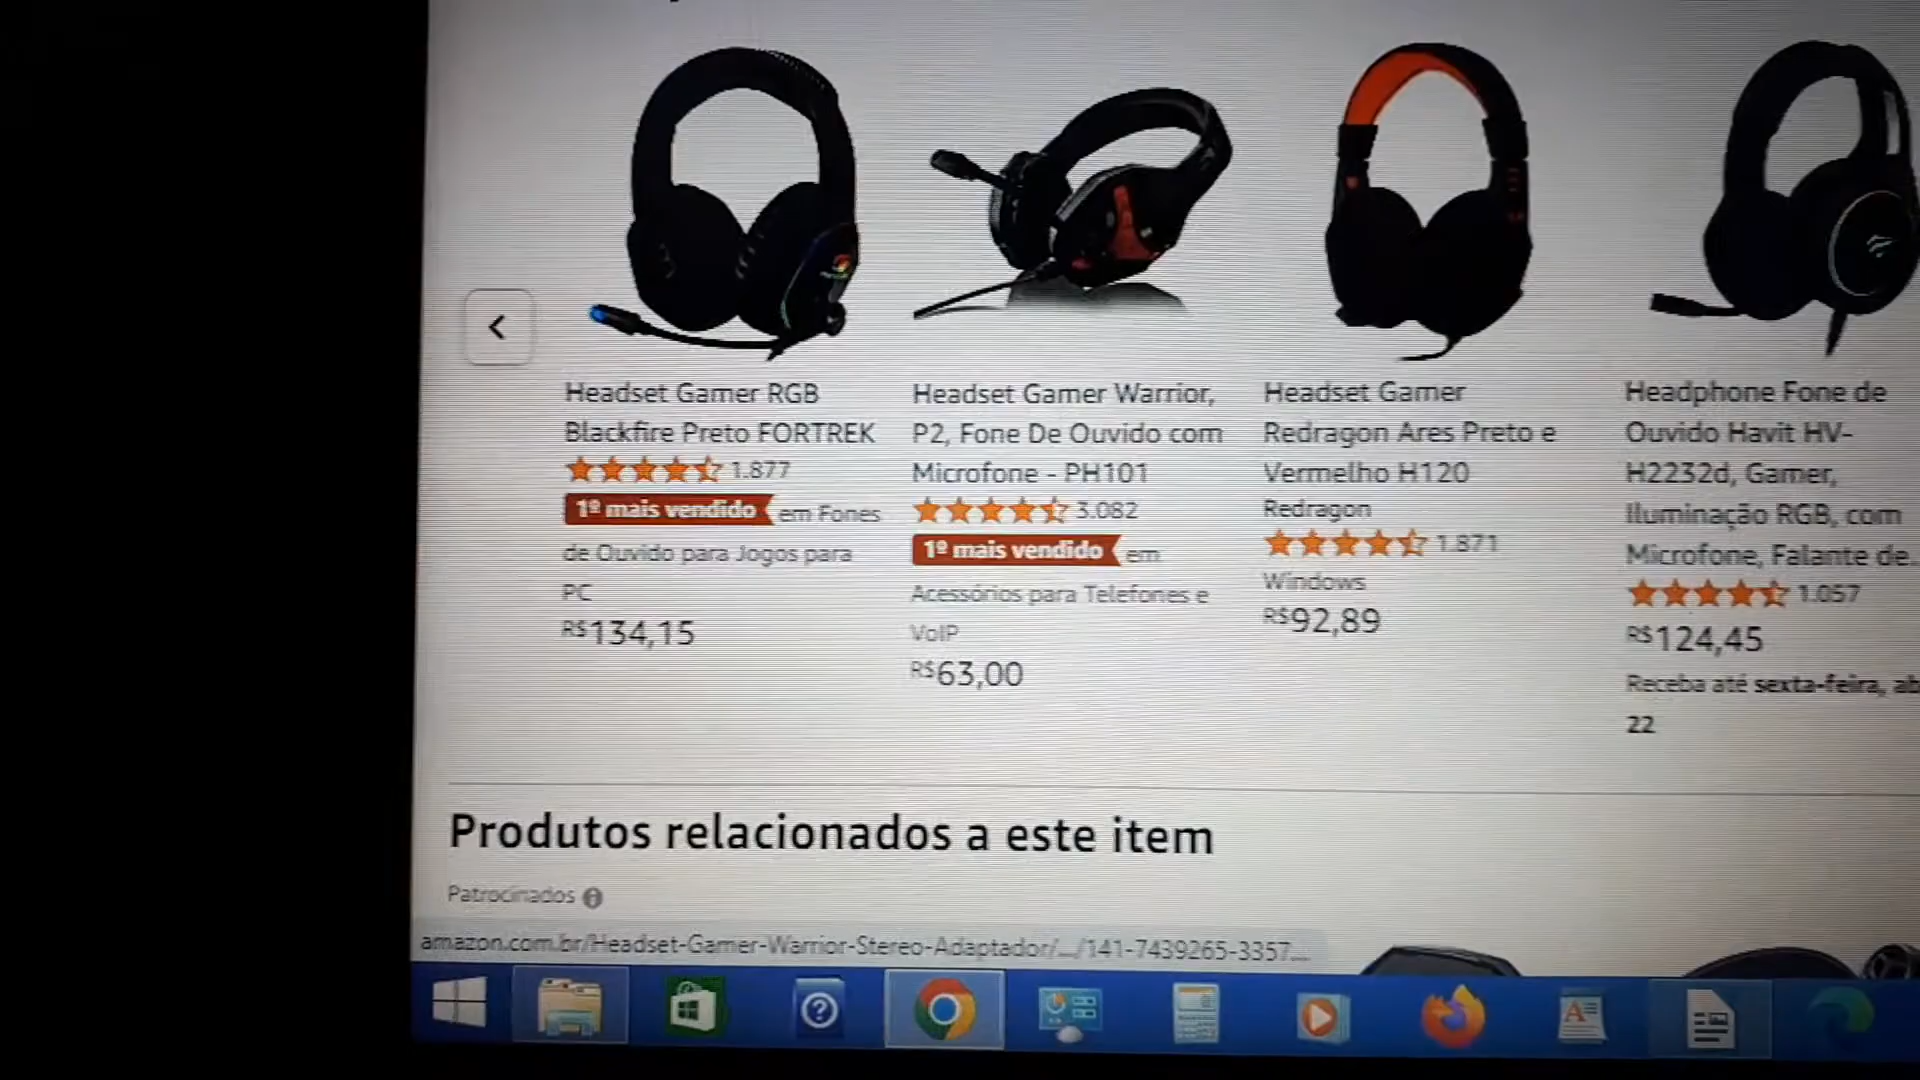 Headset Gamer RGB
Blackfire Preto FORTREK
1.877
1º mais vendido em Fones
de Ouvido para Jogos para
PC
R$134,15
Headset Gamer Warrior,
P2, Fone De Ouvido com
Microfone - PH101
3.082
1º mais vendido em
Acessórios para Telefones e
VoIP
R$63,00
Headset Gamer
Redragon Ares Preto e
Vermelho H120
Redragon
1.871
Windows
R$92,89
Headphone Fone de
Ouvido Havit HV-
H2232d, Gamer,
Iluminação RGB, com
Microfone, Falante de...
1.057
R$124,45
Receba até sexta-feira, ab
22
Produtos relacionados a este item
Patrocinados
amazon.com.br/Headset-Gamer-Warrior-Stereo-Adaptador/.../141-7439265-3357...